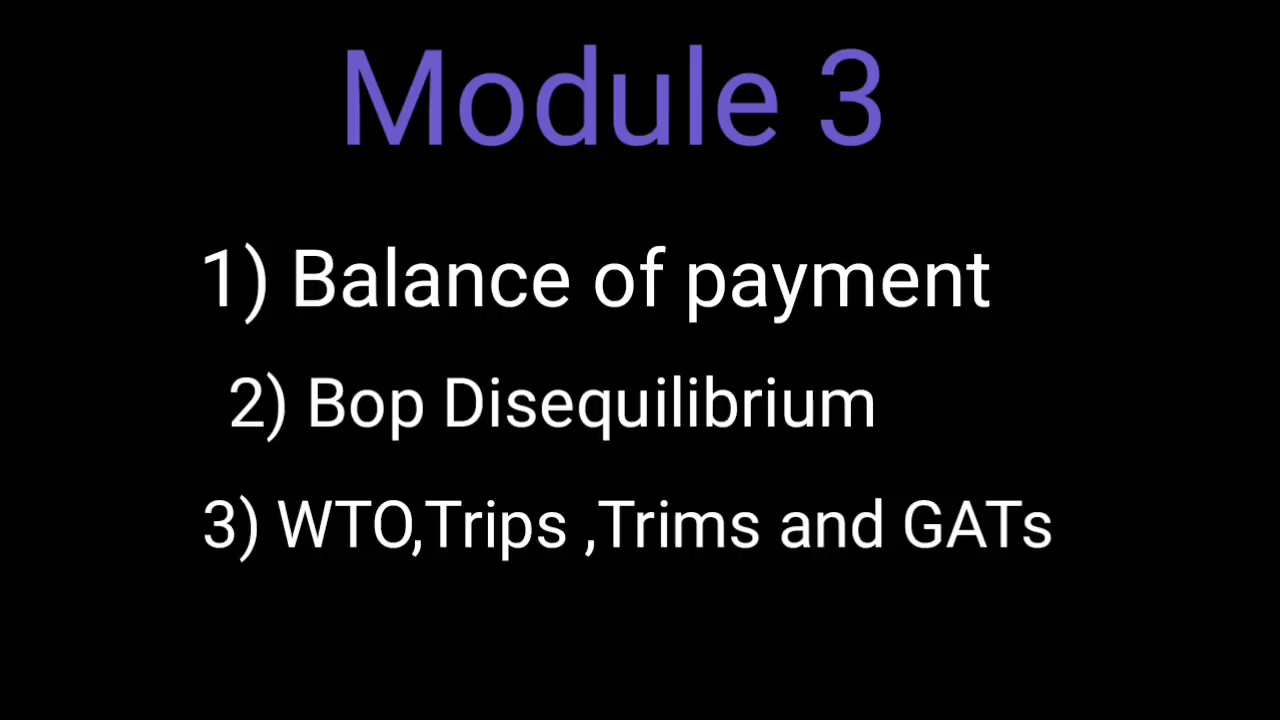 Module 3
1) Balance of payment
2) Bop Disequilibrium
3) WTO,Trips ,Trims and GATs